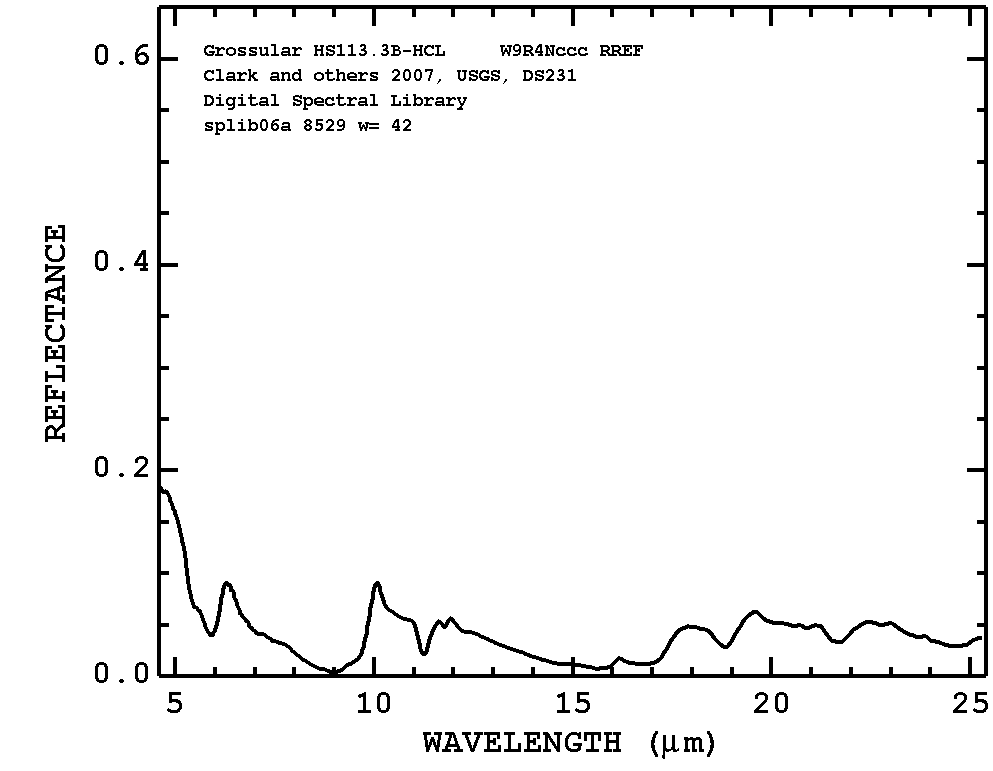 Grossular HS113.3B-HCL W9R4Nccc RREF
Clark and others 2007, USGS, DS231
Digital Spectral Library
splib06a 8529 w= 42
0.6
0.4
0.2
0.0
REFLECTANCE
5 10 15 20 25
WAVELENGTH (μm)